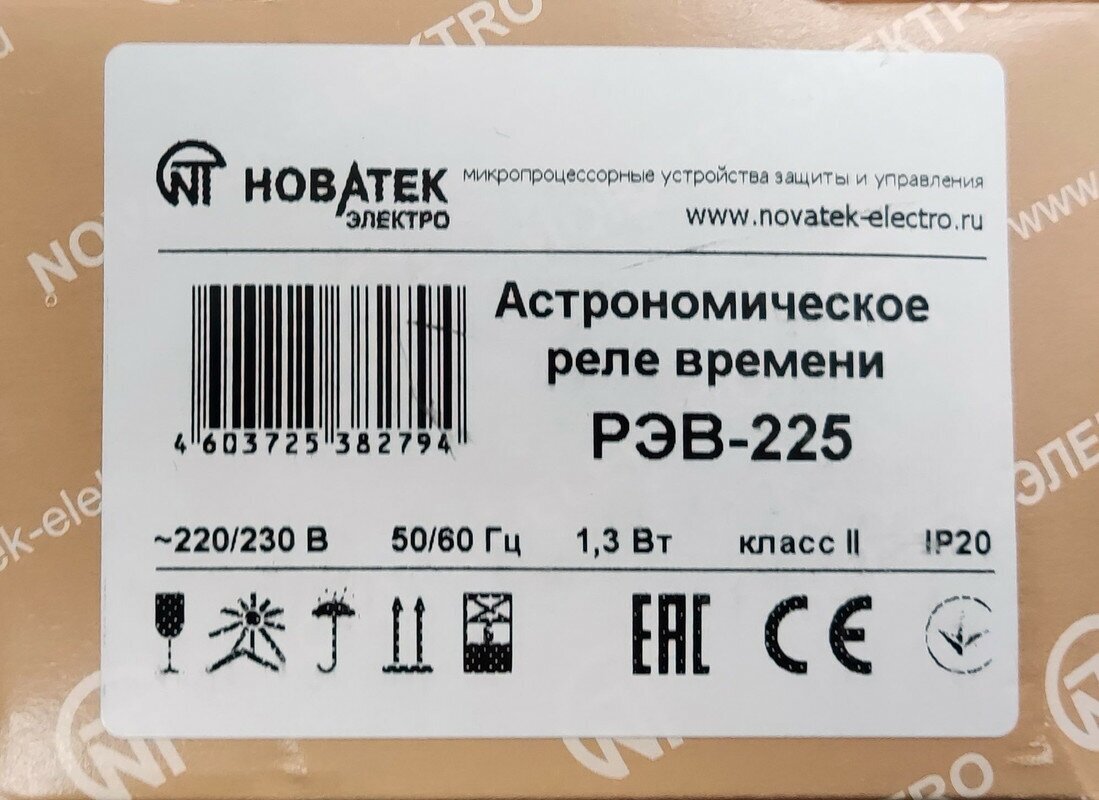 НОВАТЕК
ЭЛЕКТРО
микропроцессорные устройства защиты и управления
www.novatek-electro.ru
Астрономическое
реле времени
РЭВ-225
4 603725 382794
~220/230 В 50/60 Гц 1,3 Вт класс II IP20
EAC CE